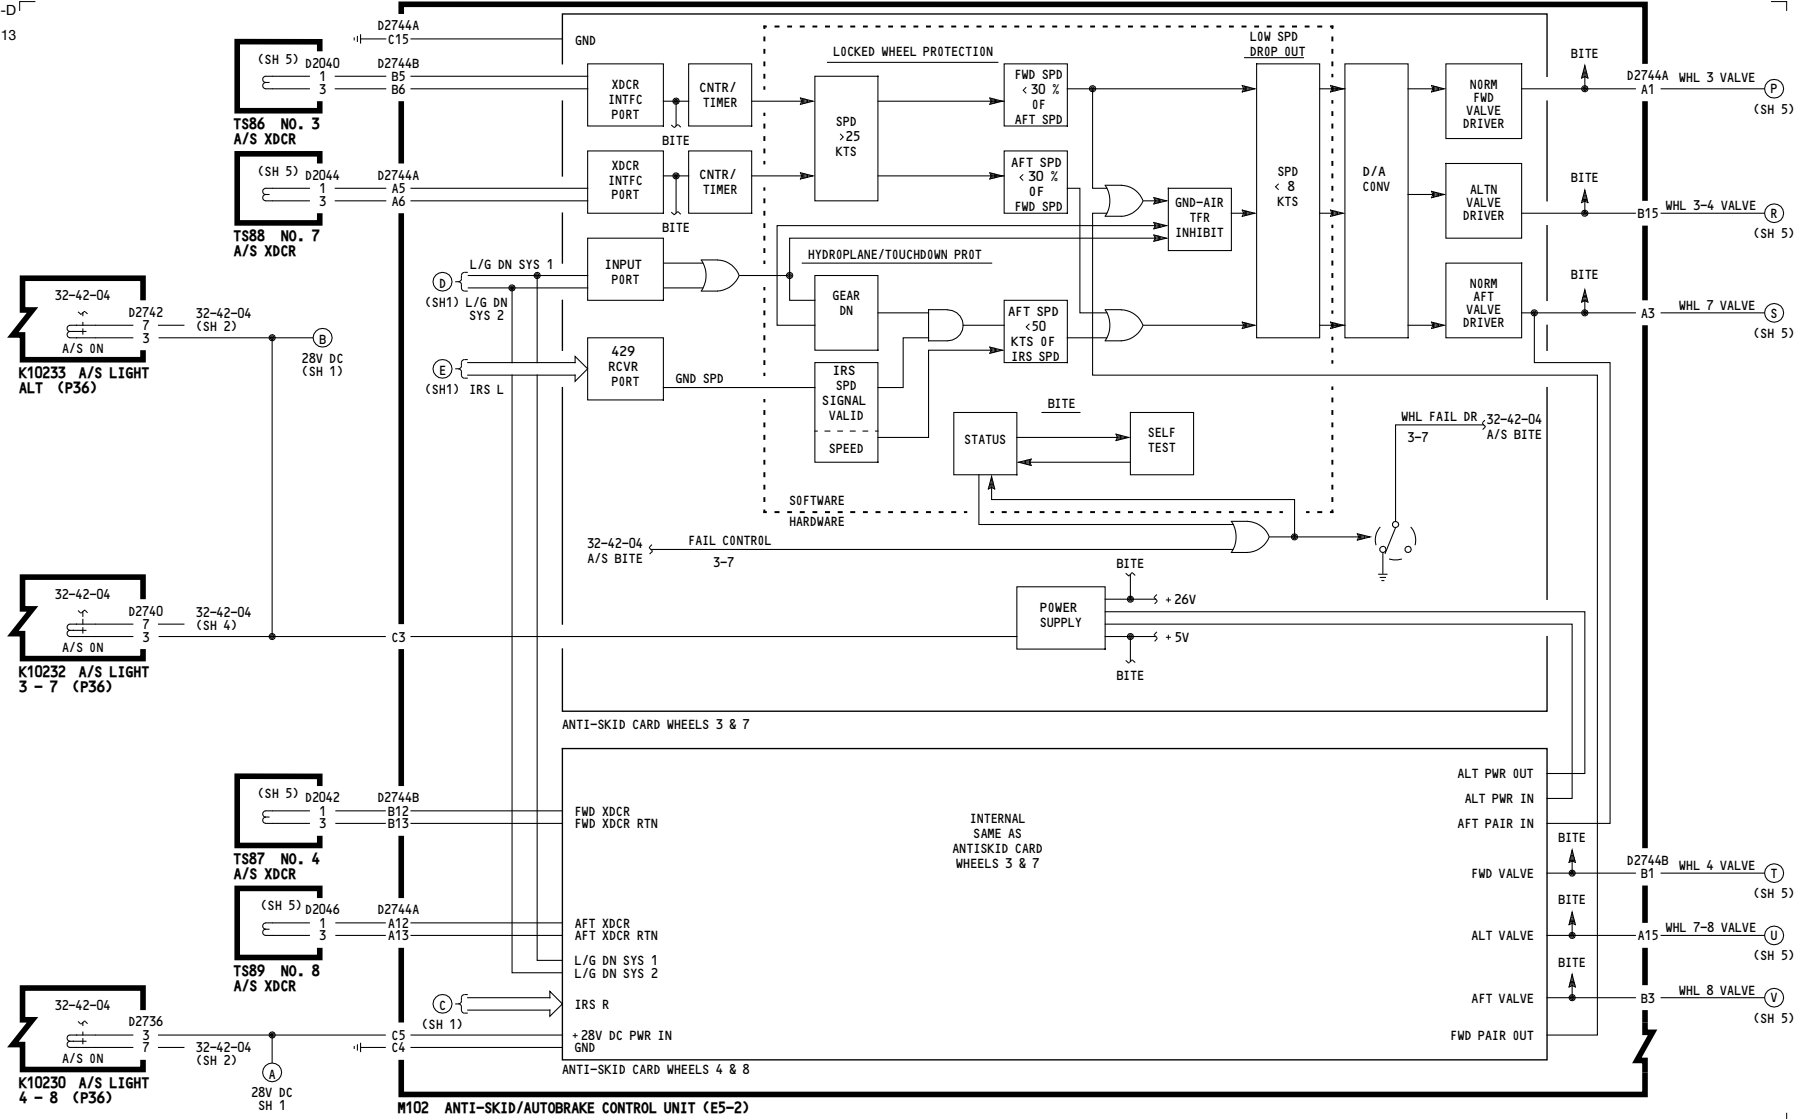 -D
13
(SH 5)
D2040
1
3
TS86 NO. 3
A/S XDCR
(SH 5)
D2044
1
3
TS88 NO. 7
A/S XDCR
32-42-04
D2742
7
3
A/S ON
32-42-04
(SH 2)
K10233 A/S LIGHT
ALT (P36)
B
28V DC
(SH 1)
32-42-04
D2740
7
3
A/S ON
32-42-04
(SH 4)
K10232 A/S LIGHT
3 - 7 (P36)
(SH 5)
D2042
1
3
TS87 NO. 4
A/S XDCR
(SH 5)
D2046
1
3
TS89 NO. 8
A/S XDCR
32-42-04
D2736
3
7
A/S ON
32-42-04
(SH 2)
K10230 A/S LIGHT
4 - 8 (P36)
A
28V DC
SH 1
D2744A
C15
GND
D2744B
B5
B6
D2744A
A5
A6
XDCR
INTFC
PORT
BITE
CNTR/
TIMER
XDCR
INTFC
PORT
BITE
CNTR/
TIMER
D
(SH1)
L/G DN SYS 1
L/G DN
SYS 2
INPUT
PORT
E
(SH1) IRS L
429
RCVR
PORT
GND SPD
LOCKED WHEEL PROTECTION
SPD
>25
KTS
FWD SPD
<30 %
OF
AFT SPD
AFT SPD
<30 %
OF
FWD SPD
GND-AIR
TFR
INHIBIT
HYDROPLANE/TOUCHDOWN PROT
GEAR
DN
AFT SPD
<50
KTS OF
IRS SPD
IRS
SPD
SIGNAL
VALID
SPEED
LOW SPD
DROP OUT
SPD
< 8
KTS
D/A
CONV
NORM
FWD
VALVE
DRIVER
ALTN
VALVE
DRIVER
NORM
AFT
VALVE
DRIVER
BITE
D2744A
A1
WHL 3 VALVE
P
(SH 5)
BITE
B15
WHL 3-4 VALVE
R
(SH 5)
BITE
A3
WHL 7 VALVE
S
(SH 5)
BITE
STATUS
SELF
TEST
SOFTWARE
HARDWARE
WHL FAIL DR
3-7
32-42-04
A/S BITE
32-42-04
A/S BITE
FAIL CONTROL
3-7
BITE
POWER
SUPPLY
+26V
+5V
BITE
C3
ANTI-SKID CARD WHEELS 3 & 7
D2744B
B12
B13
FWD XDCR
FWD XDCR RTN
D2744A
A12
A13
AFT XDCR
AFT XDCR RTN
L/G DN SYS 1
L/G DN SYS 2
C
(SH 1)
IRS R
C5
C4
+28V DC PWR IN
GND
INTERNAL
SAME AS
ANTISKID CARD
WHEELS 3 & 7
ALT PWR OUT
ALT PWR IN
AFT PAIR IN
FWD VALVE
ALT VALVE
AFT VALVE
FWD PAIR OUT
BITE
D2744B
B1
WHL 4 VALVE
T
(SH 5)
BITE
A15
WHL 7-8 VALVE
U
(SH 5)
BITE
B3
WHL 8 VALVE
V
(SH 5)
ANTI-SKID CARD WHEELS 4 & 8
M102 ANTI-SKID/AUTOBRAKE CONTROL UNIT (E5-2)